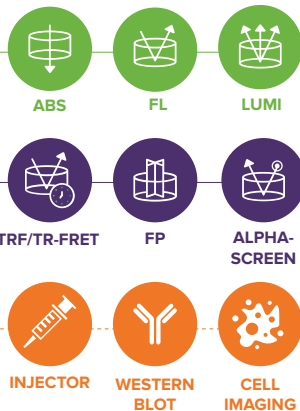 ABS FL LUMI
TRF/TR-FRET FP ALPHA-
SCREEN
INJECTOR WESTERN CELL
BLOT IMAGING